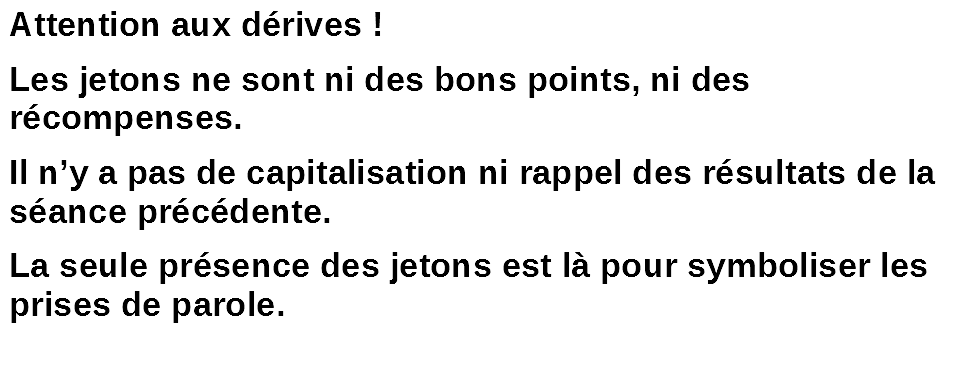 Attention aux dérives !
Les jetons ne sont ni des bons points, ni des
récompenses.
Il n’y a pas de capitalisation ni rappel des résultats de la
séance précédente.
La seule présence des jetons est là pour symboliser les
prises de parole.